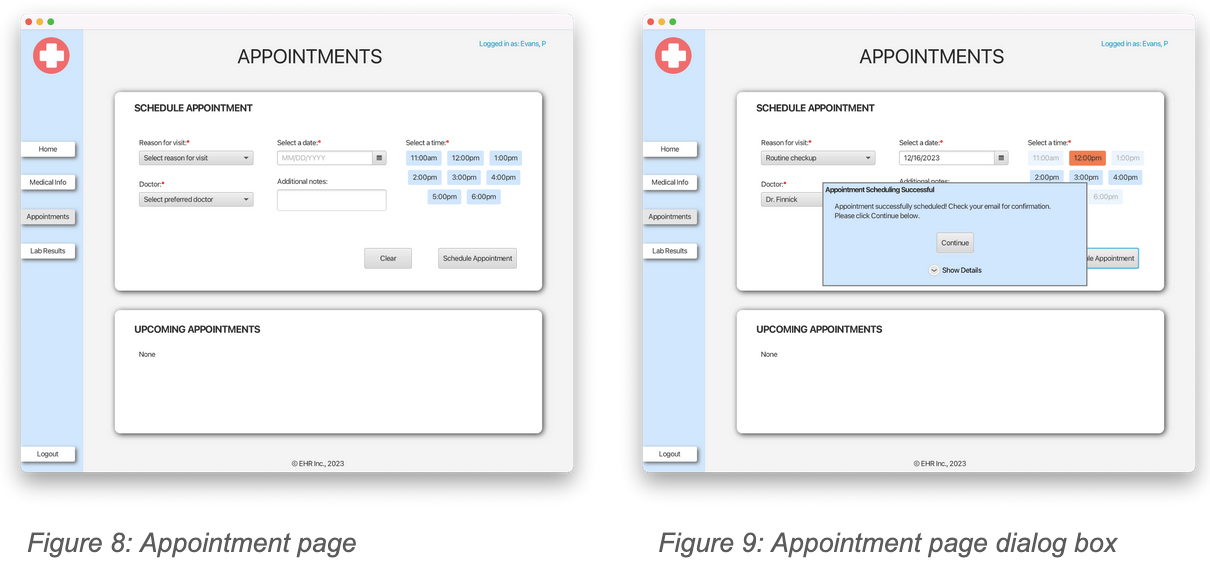 APPOINTMENTS
Logged in as: Evans, P
SCHEDULE APPOINTMENT
Reason for visit:*
Select a date:*
Select a time:*
Select reason for visit
MM/DD/YYYY
11:00am 12:00pm 1:00pm
2:00pm 3:00pm 4:00pm
5:00pm 6:00pm
Doctor:*
Additional notes:
Select preferred doctor
Clear
Schedule Appointment
UPCOMING APPOINTMENTS
None
Home
Medical Info
Appointments
Lab Results
Logout
© EHR Inc., 2023
Figure 8: Appointment page
APPOINTMENTS
Logged in as: Evans, P
SCHEDULE APPOINTMENT
Reason for visit:*
Select a date:*
Select a time:*
Routine checkup
12/16/2023
11:00am 12:00pm 1:00pm
2:00pm 3:00pm 4:00pm
6:00pm
Doctor:*
Additional notes:
Dr. Finnick
Appointment Scheduling Successful
Appointment successfully scheduled! Check your email for confirmation.
Please click Continue below.
Continue
Show Details
le Appointment
UPCOMING APPOINTMENTS
None
Home
Medical Info
Appointments
Lab Results
Logout
© EHR Inc., 2023
Figure 9: Appointment page dialog box